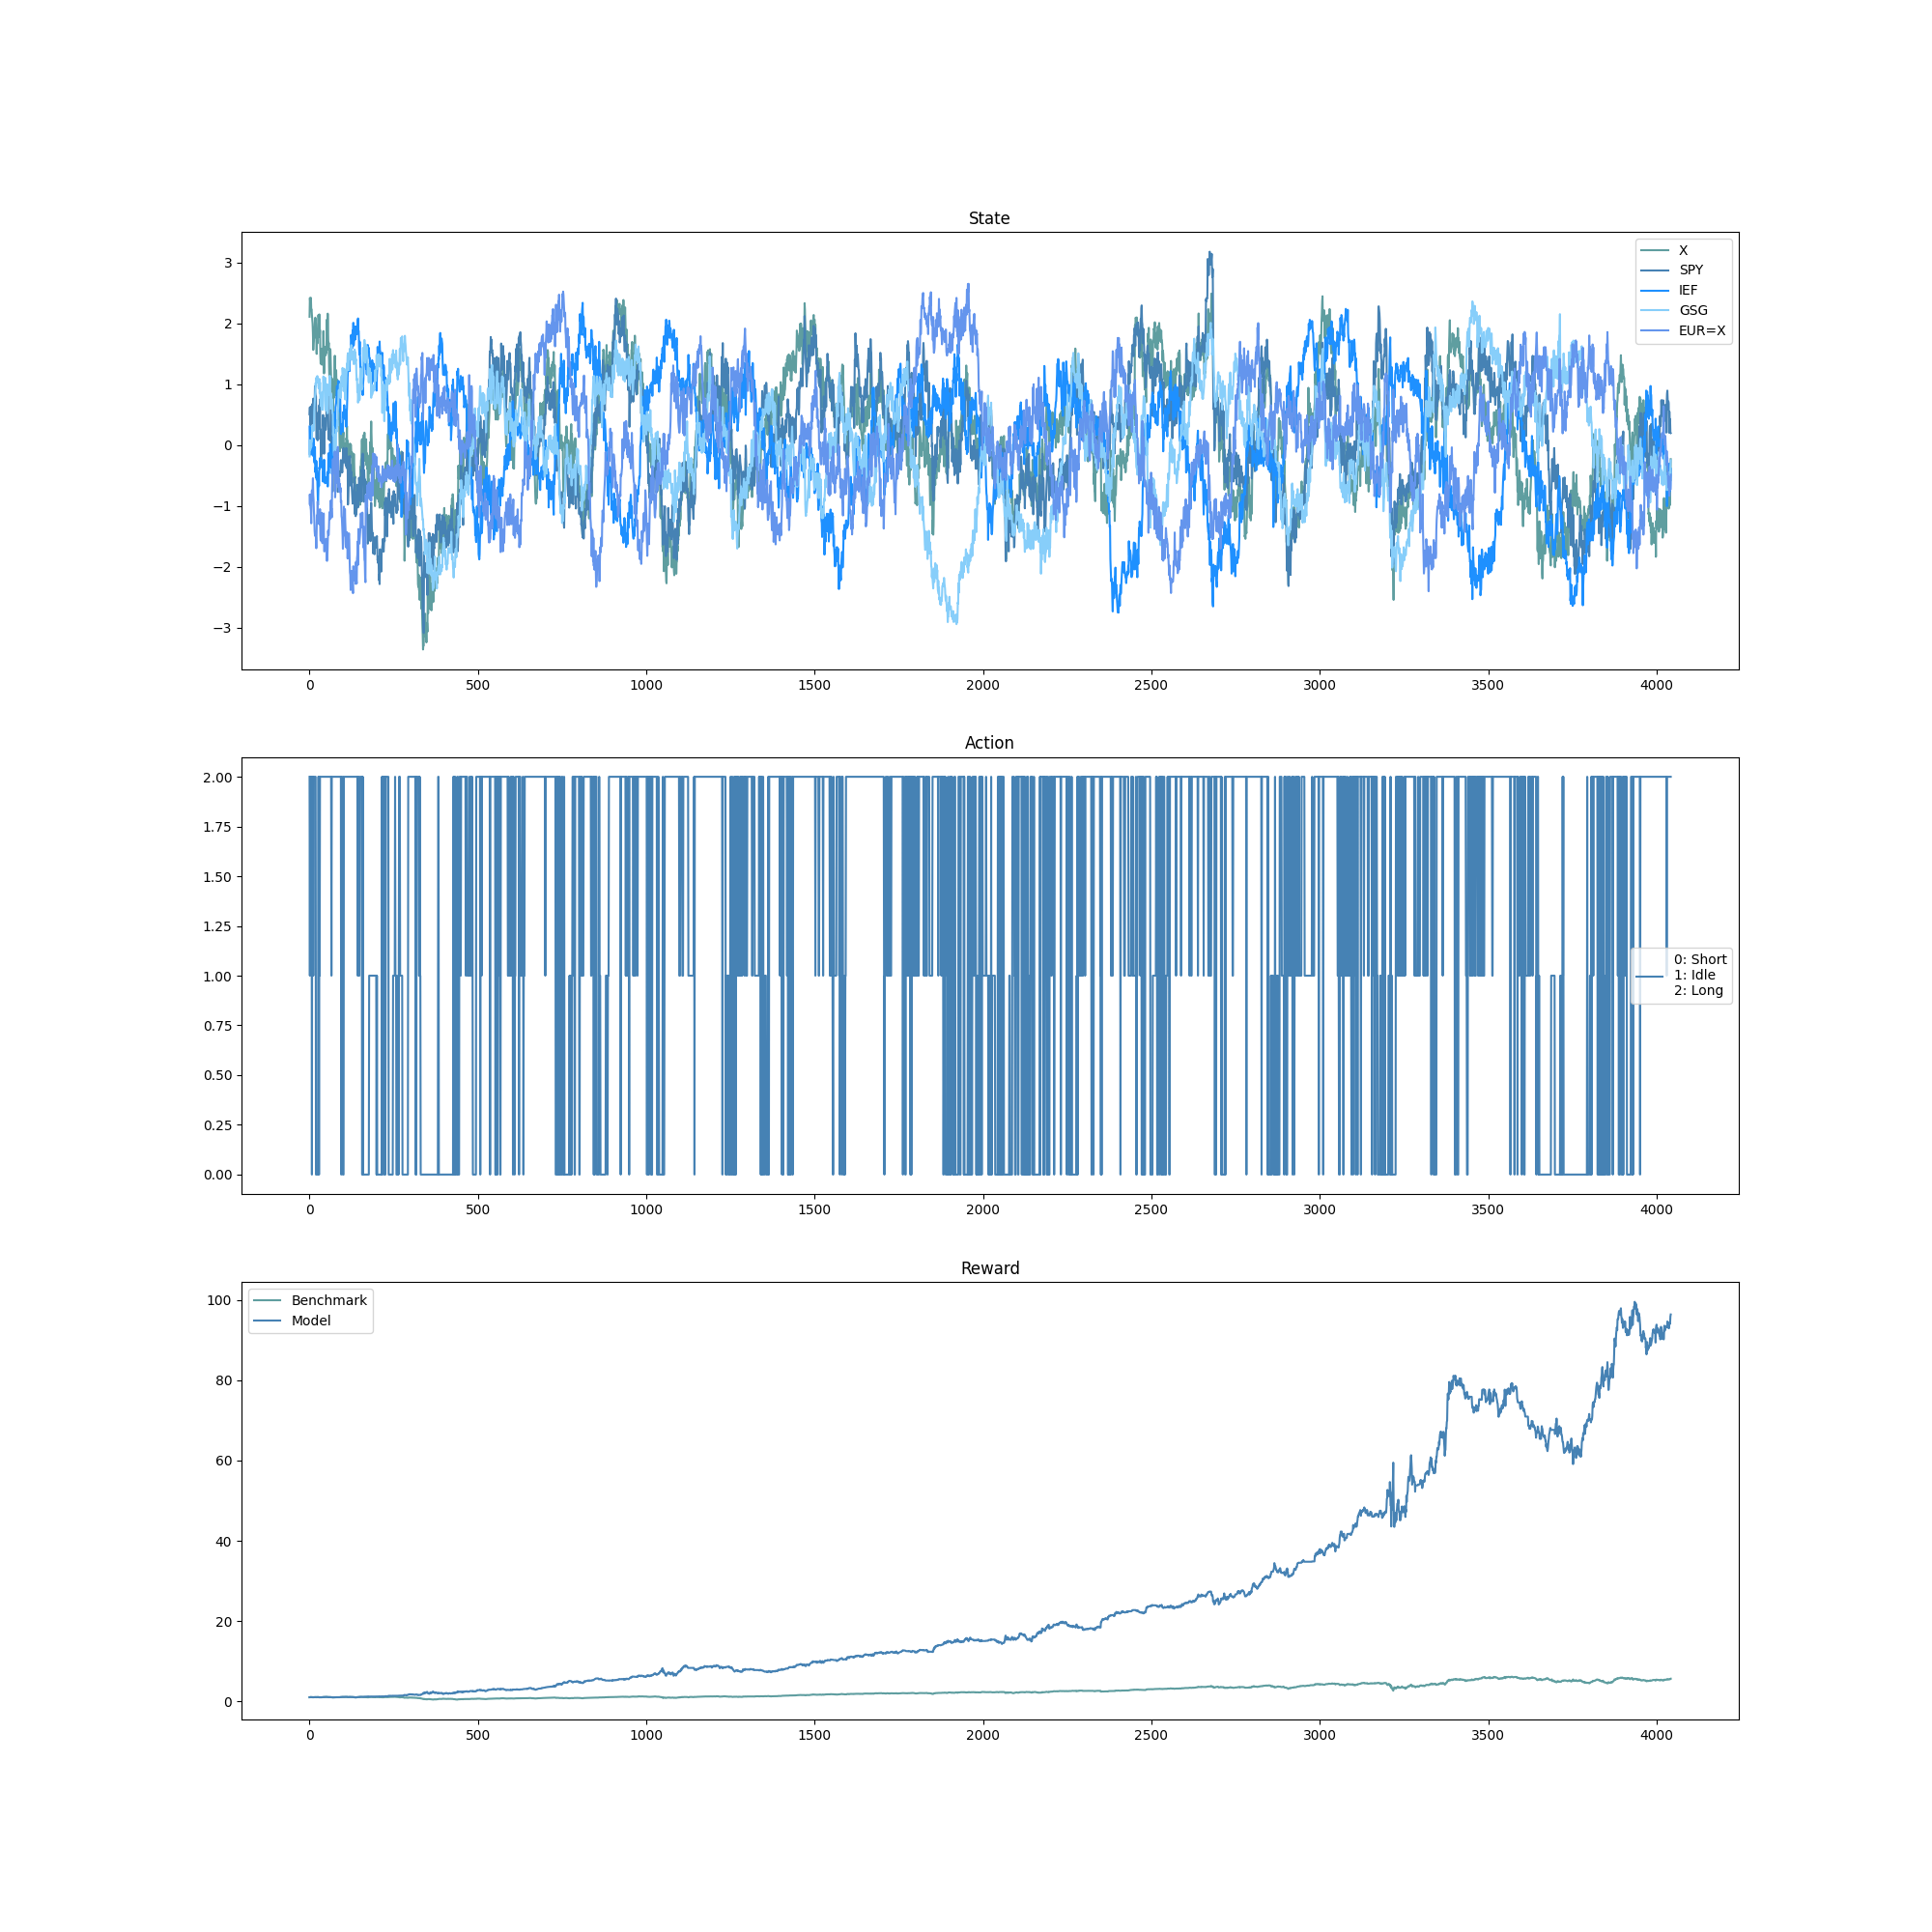 State
3
2
1
0
−1
−2
−3
X
SPY
IEF
GSG
EUR=X
0 500 1000 1500 2000 2500 3000 3500 4000
Action
2.00
1.75
1.50
1.25
1.00
0.75
0.50
0.25
0.00
0: Short
1: Idle
2: Long
0 500 1000 1500 2000 2500 3000 3500 4000
Reward
100
80
60
40
20
0
Benchmark
Model
0 500 1000 1500 2000 2500 3000 3500 4000